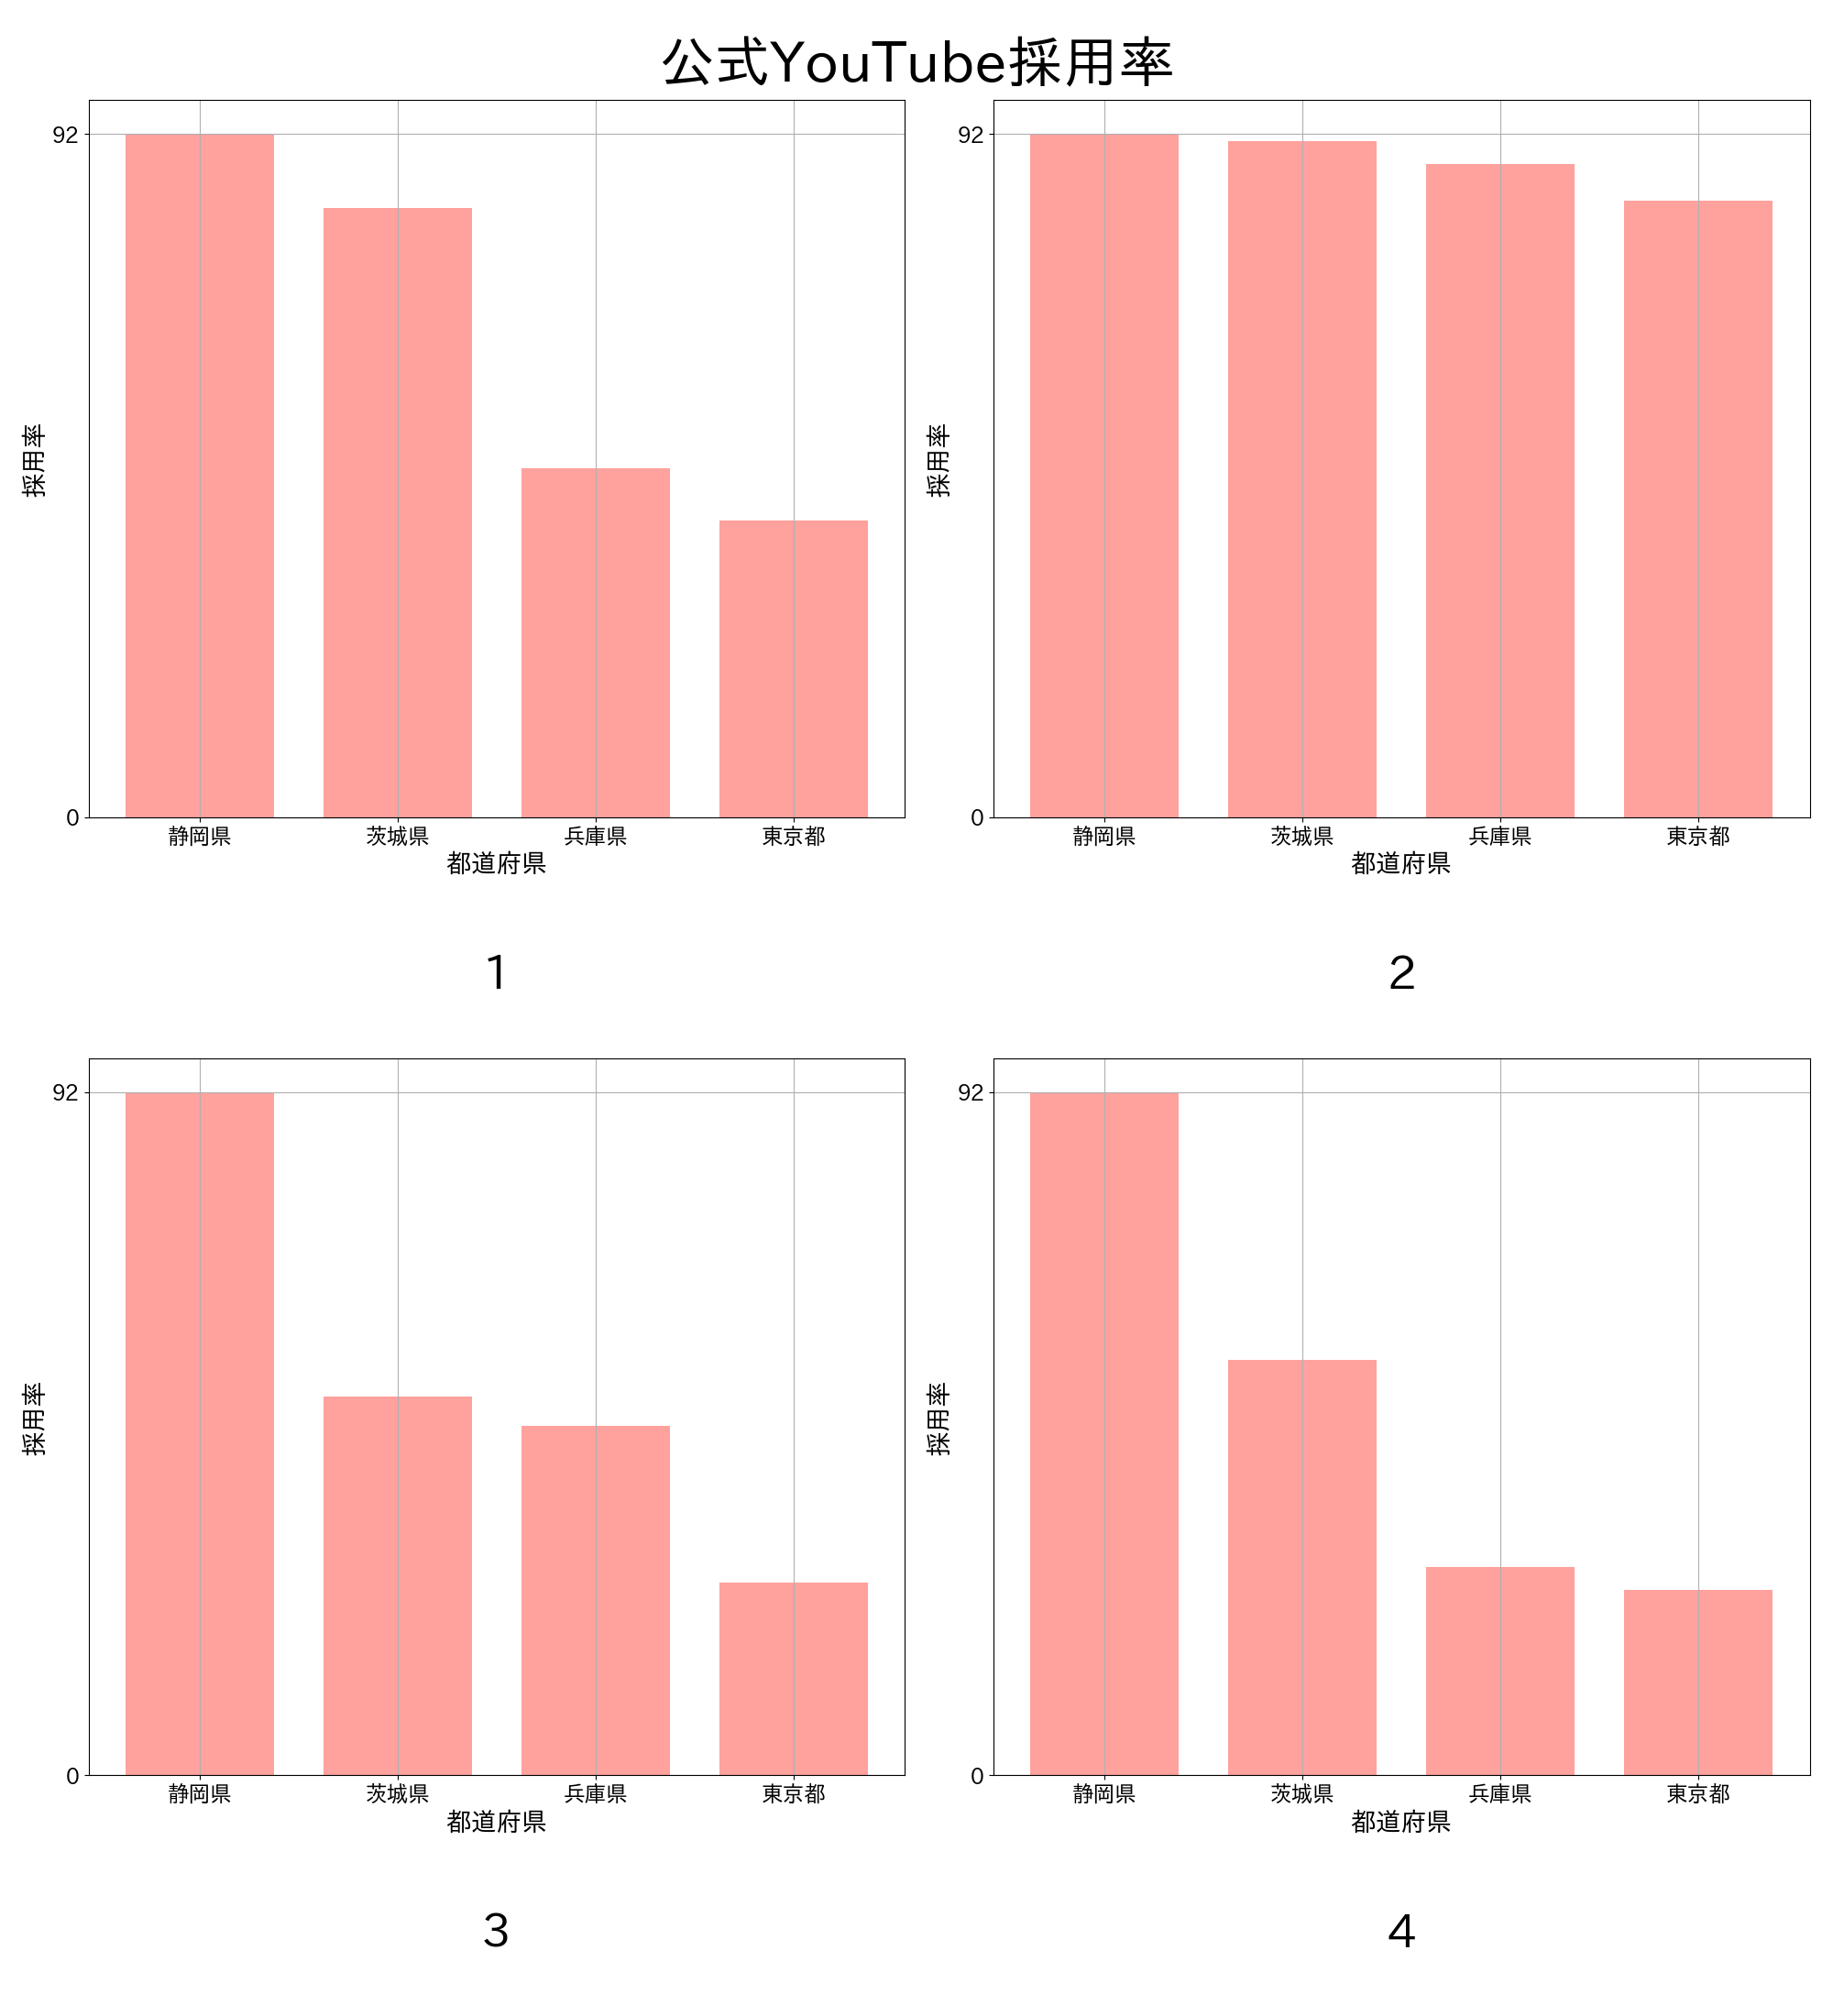 公式YouTube採用率
92
採用率
0
静岡県 茨城県 兵庫県 東京都
都道府県
1
92
採用率
0
静岡県 茨城県 兵庫県 東京都
都道府県
2
92
採用率
0
静岡県 茨城県 兵庫県 東京都
都道府県
3
92
採用率
0
静岡県 茨城県 兵庫県 東京都
都道府県
4